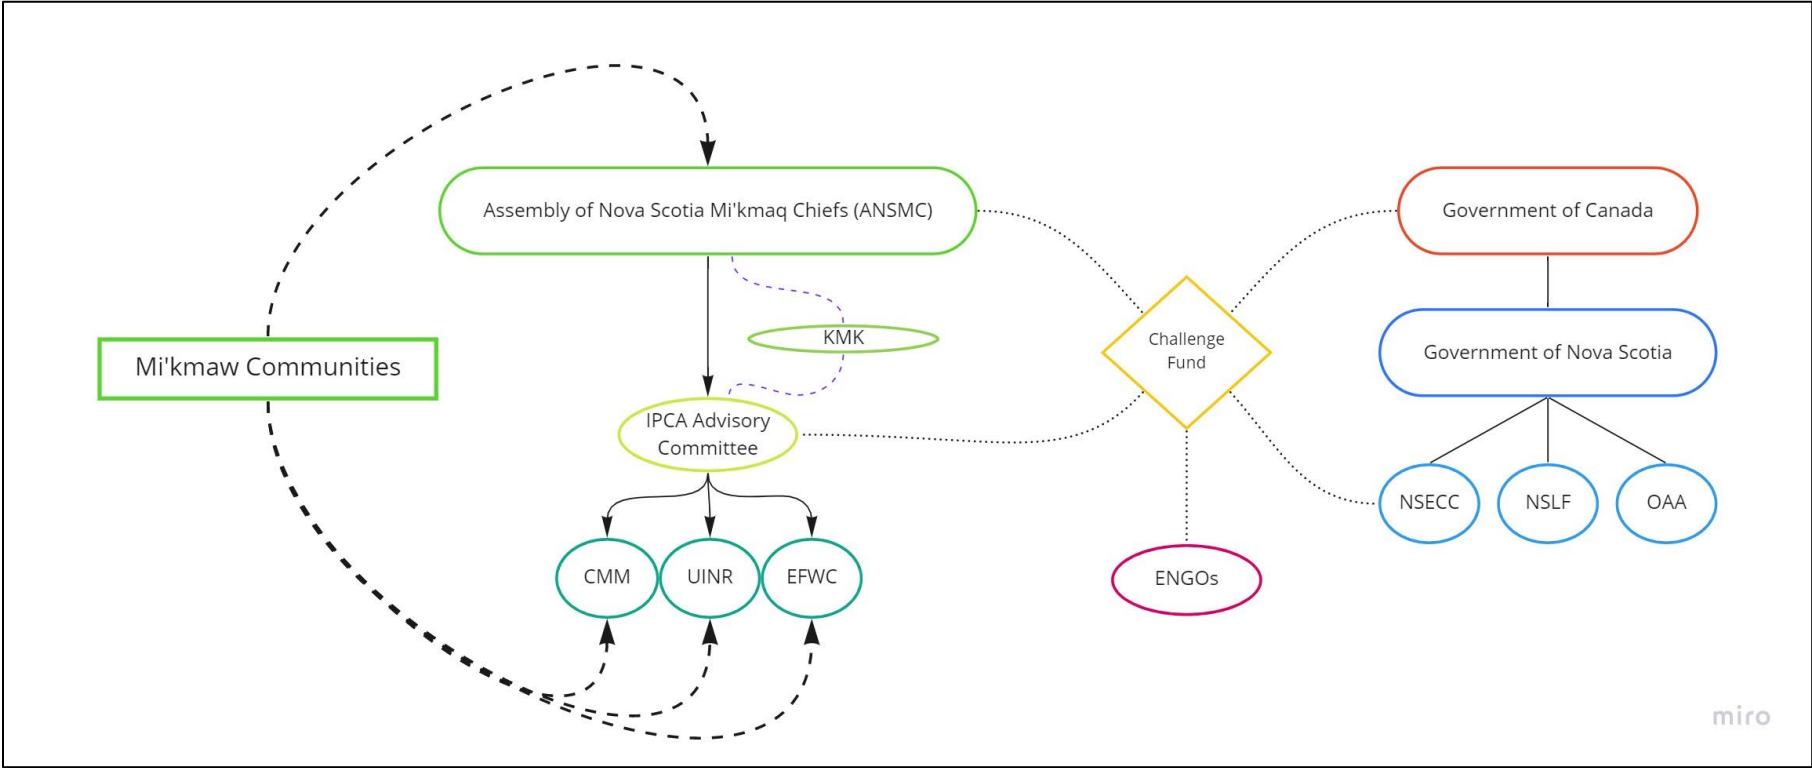 Assembly of Nova Scotia Mi'kmaq Chiefs (ANSMC)
Government of Canada
KMK
Challenge
Fund
Government of Nova Scotia
Mi'kmaw Communities
IPCA Advisory
Committee
NSECC
NSLF
OAA
CMM
UINR
EFWC
ENGOs
miro